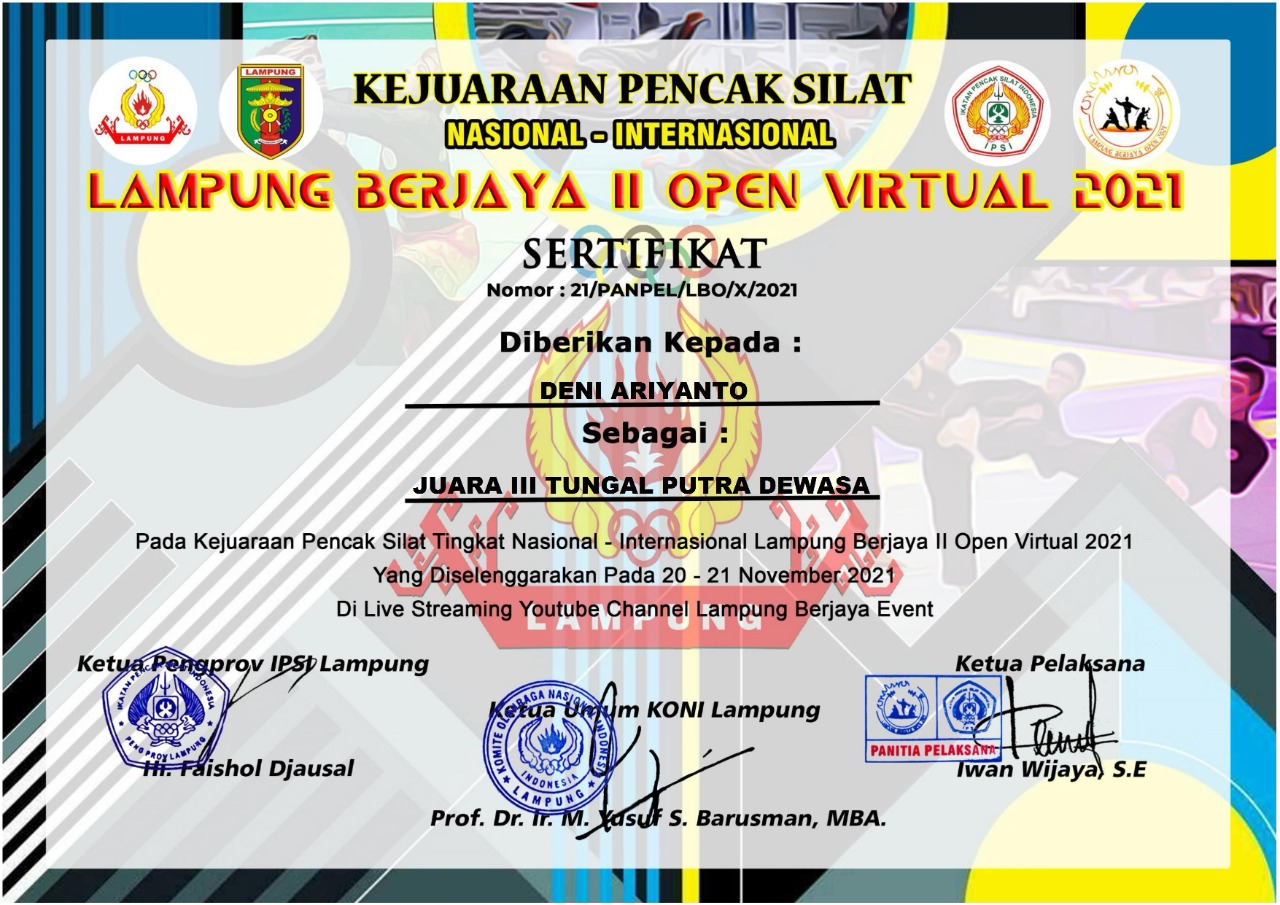 LAMPUNG
LAMPUNG
KEJUARAAN PENCAK SILAT
NASIONAL - INTERNASIONAL
IKATAN PENCAK SILAT INDONESIA
IPSI
LAMPUNG BERJAYA OPEN 2021
LAMPUNG BERJAYA II OPEN VIRTUAL 2021
SERTIFIKAT
Nomor : 21/PANPEL/LBO/X/2021
Diberikan Kepada :
DENI ARIYANTO
Sebagai :
JUARA III TUNGAL PUTRA DEWASA
Pada Kejuaraan Pencak Silat Tingkat Nasional - Internasional Lampung Berjaya II Open Virtual 2021
Yang Diselenggarakan Pada 20 - 21 November 2021
Di Live Streaming Youtube Channel Lampung Berjaya Event
LAMPUNG
Ketua Pengprov IPSI Lampung
IKATAN PENCAK SILAT INDONESIA
PENG PROV LAMPUNG
Hi. Faishol Djausal
Ketua Umum KONI Lampung
KOMITE OLAHRAGA NASIONAL INDONESIA
INDONESIA
LAMPUNG
Prof. Dr. Ir. M. Yusuf S. Barusman, MBA.
Ketua Pelaksana
PANITIA PELAKSANA
Iwan Wijaya, S.E